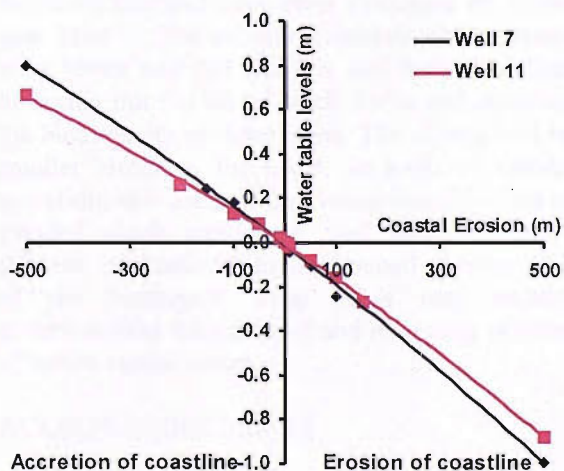 1.0
0.8
0.6
0.4
0.2
0.0
-0.2
-0.4
-0.6
-0.8
-1.0
Water table levels (m)
Well 7
Well 11
Coastal Erosion (m)
-500 -300 -100 100 300 500
Accretion of coastline
Erosion of coastline